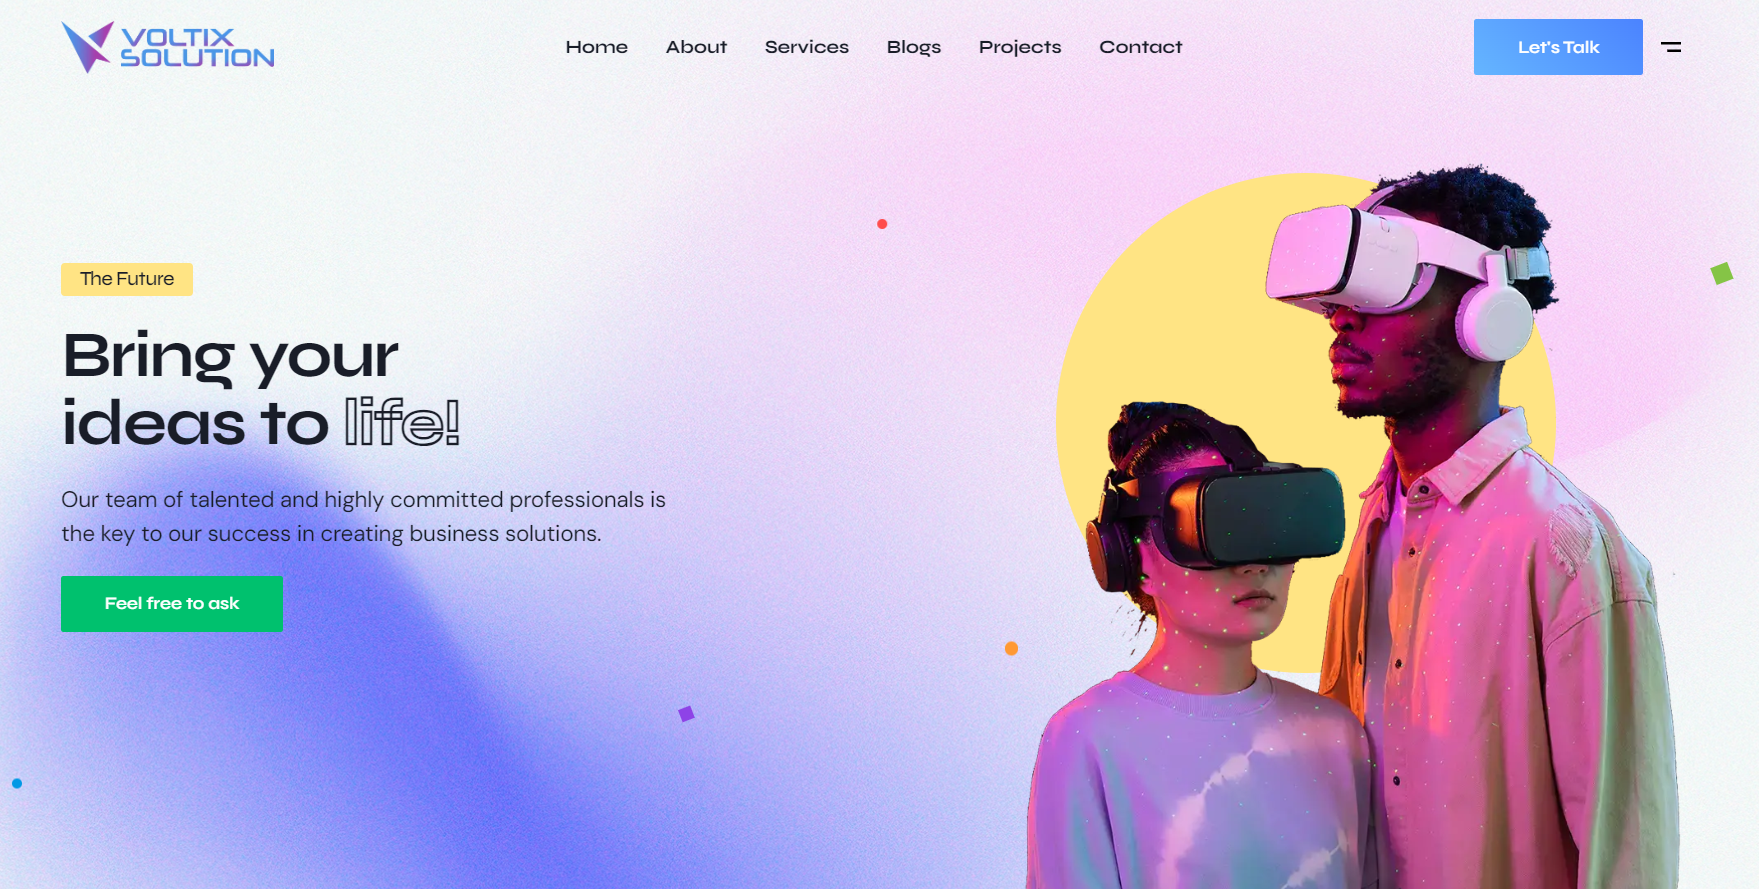 VOLTIX
SOLUTION
Home About Services Blogs Projects Contact
Let's Talk
The Future
Bring your
ideas to life!
Our team of talented and highly committed professionals is
the key to our success in creating business solutions.
Feel free to ask